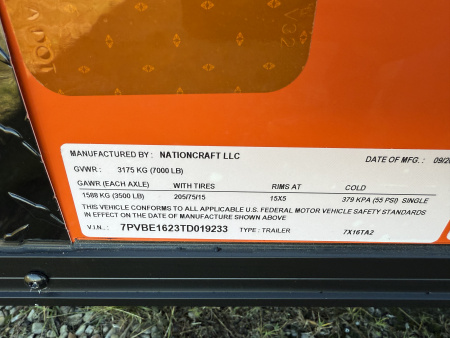 MANUFACTURED BY: NATIONCRAFT LLC DATE OF MFG.: 09/20
GVWR: 3175 KG (7000 LB)
GAWR (EACH AXLE) WITH TIRES RIMS AT COLD
1588 KG (3500 LB) 205/75/15 15X5 379 KPA (55 PSI) SINGLE
THIS VEHICLE CONFORMS TO ALL APPLICABLE U.S. FEDERAL MOTOR VEHICLE SAFETY STANDARDS
IN EFFECT ON THE DATE OF MANUFACTURE SHOWN ABOVE
V.I.N.: 7PVBE1623TD019233 TYPE: TRAILER 7X16TA2